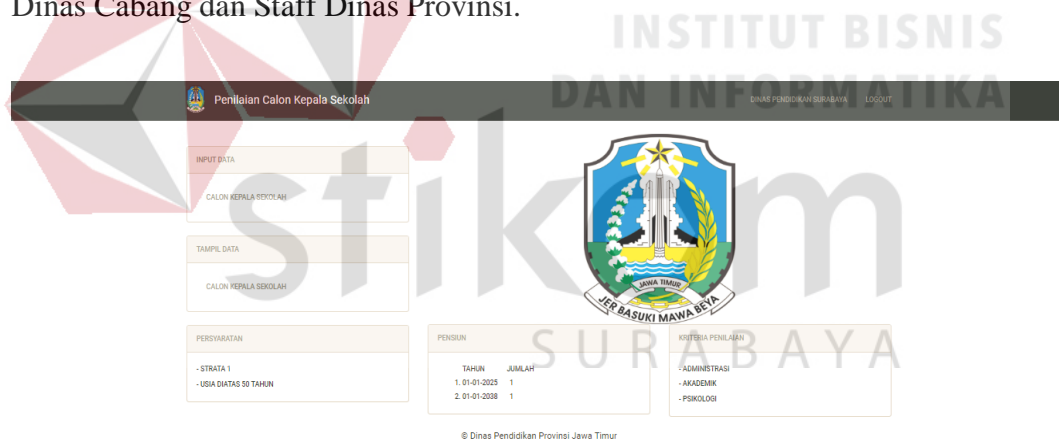 Dinas Cabang dan Staff Dinas Provinsi.
INSTITUT BISNIS
DAN INFORMATIKA
Penilaian Calon Kepala Sekolah
DINAS PENDIDIKAN SURABAYA LOGOUT
INPUT DATA
CALON KEPALA SEKOLAH
TAMPIL DATA
CALON KEPALA SEKOLAH
stikom
SURABAYA
JAWA TIMUR
JER BASUKI MAWA BEYA
PERSYARATAN
- STRATA 1
- USIA DIATAS 50 TAHUN
PENSIUN
TAHUN JUMLAH
1. 01-01-2025 1
2. 01-01-2038 1
KRITERIA PENILAIAN
- ADMINISTRASI
- AKADEMIK
- PSIKOLOGI
© Dinas Pendidikan Provinsi Jawa Timur